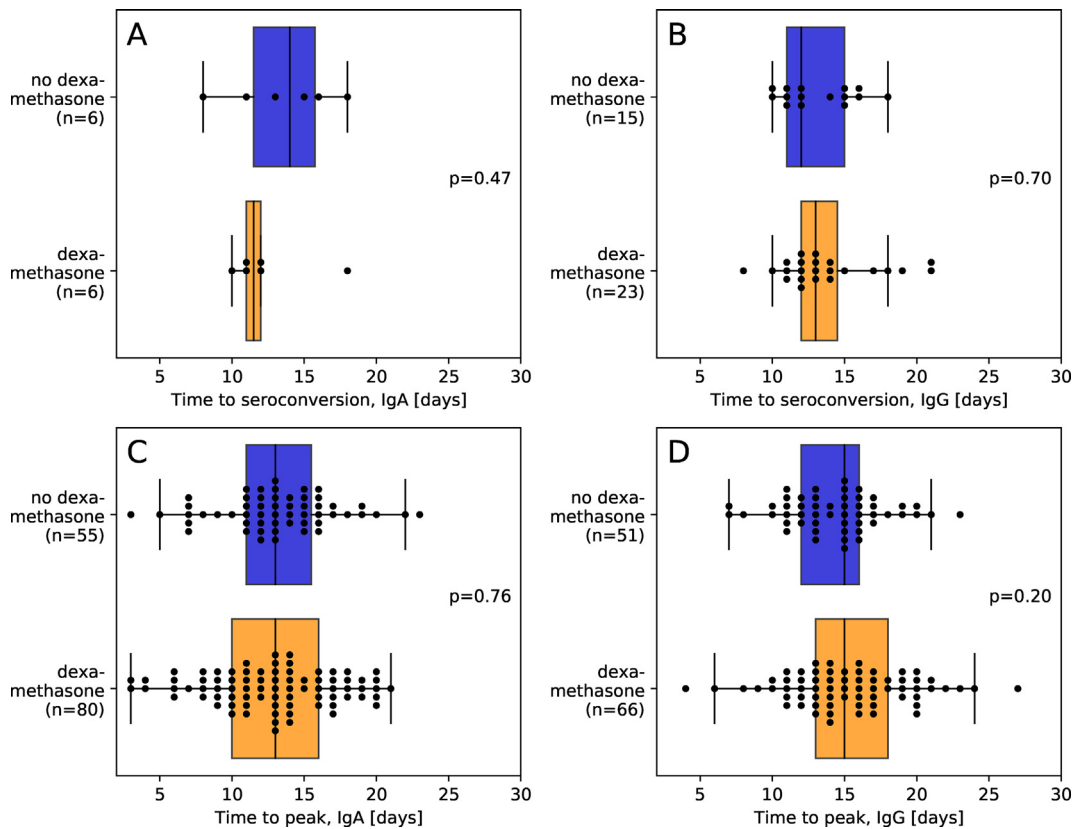 A
no dexa-
methasone
(n=6)
p=0.47
dexa-
methasone
(n=6)
5 10 15 20 25 30
Time to seroconversion, IgA [days]
B
no dexa-
methasone
(n=15)
p=0.70
dexa-
methasone
(n=23)
5 10 15 20 25 30
Time to seroconversion, IgG [days]
C
no dexa-
methasone
(n=55)
p=0.76
dexa-
methasone
(n=80)
5 10 15 20 25 30
Time to peak, IgA [days]
D
no dexa-
methasone
(n=51)
p=0.20
dexa-
methasone
(n=66)
5 10 15 20 25 30
Time to peak, IgG [days]